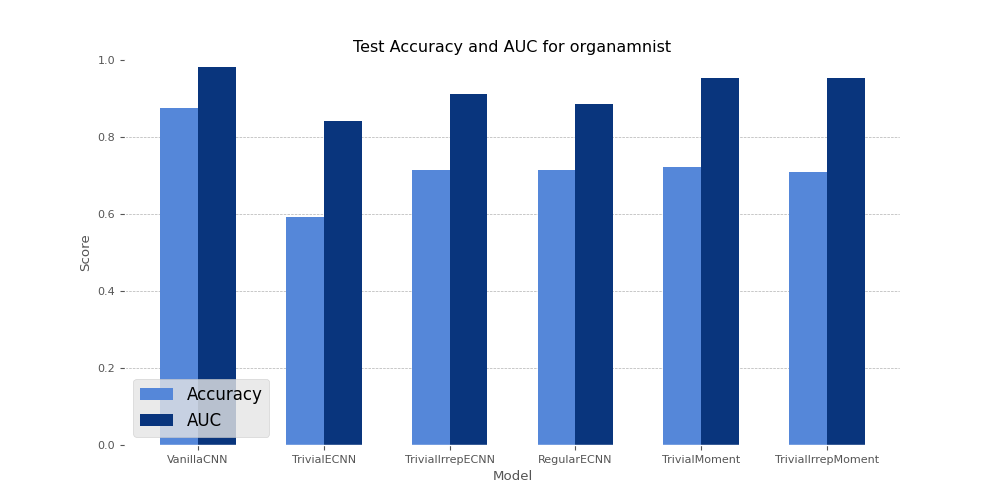 Test Accuracy and AUC for organamnist
1.0
0.8
0.6
0.4
0.2
0.0
Score
Accuracy
AUC
VanillaCNN TrivialECNN TrivialIrrepECNN RegularECNN TrivialMoment TrivialIrrepMoment
Model